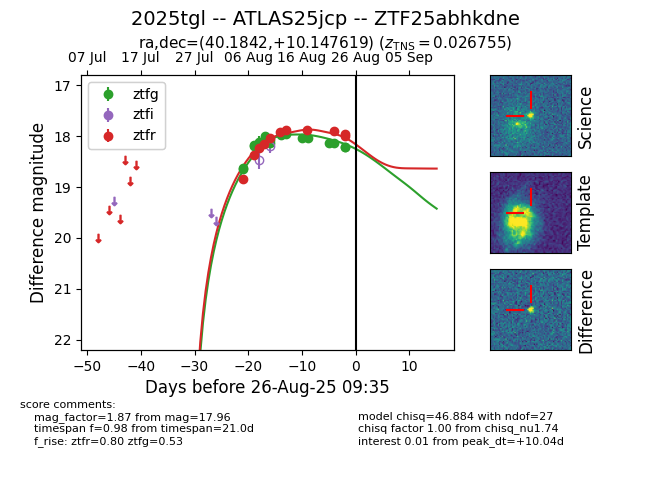 2025tgl -- ATLAS25jcp -- ZTF25abhkdne
ra,dec=(40.1842,+10.147619) (zTNS = 0.026755)
07 Jul 17 Jul 27 Jul 06 Aug 16 Aug 26 Aug 05 Sep
ztfg
ztfi
ztfr
17
18
19
20
21
22
Difference magnitude
−50 −40 −30 −20 −10 0 10
Days before 26-Aug-25 09:35
Science
Template
Difference
score comments:
mag_factor=1.87 from mag=17.96
timespan f=0.98 from timespan=21.0d
f_rise: ztfr=0.80 ztfg=0.53
model chisq=46.884 with ndof=27
chisq factor 1.00 from chisq_nu1.74
interest 0.01 from peak_dt=+10.04d